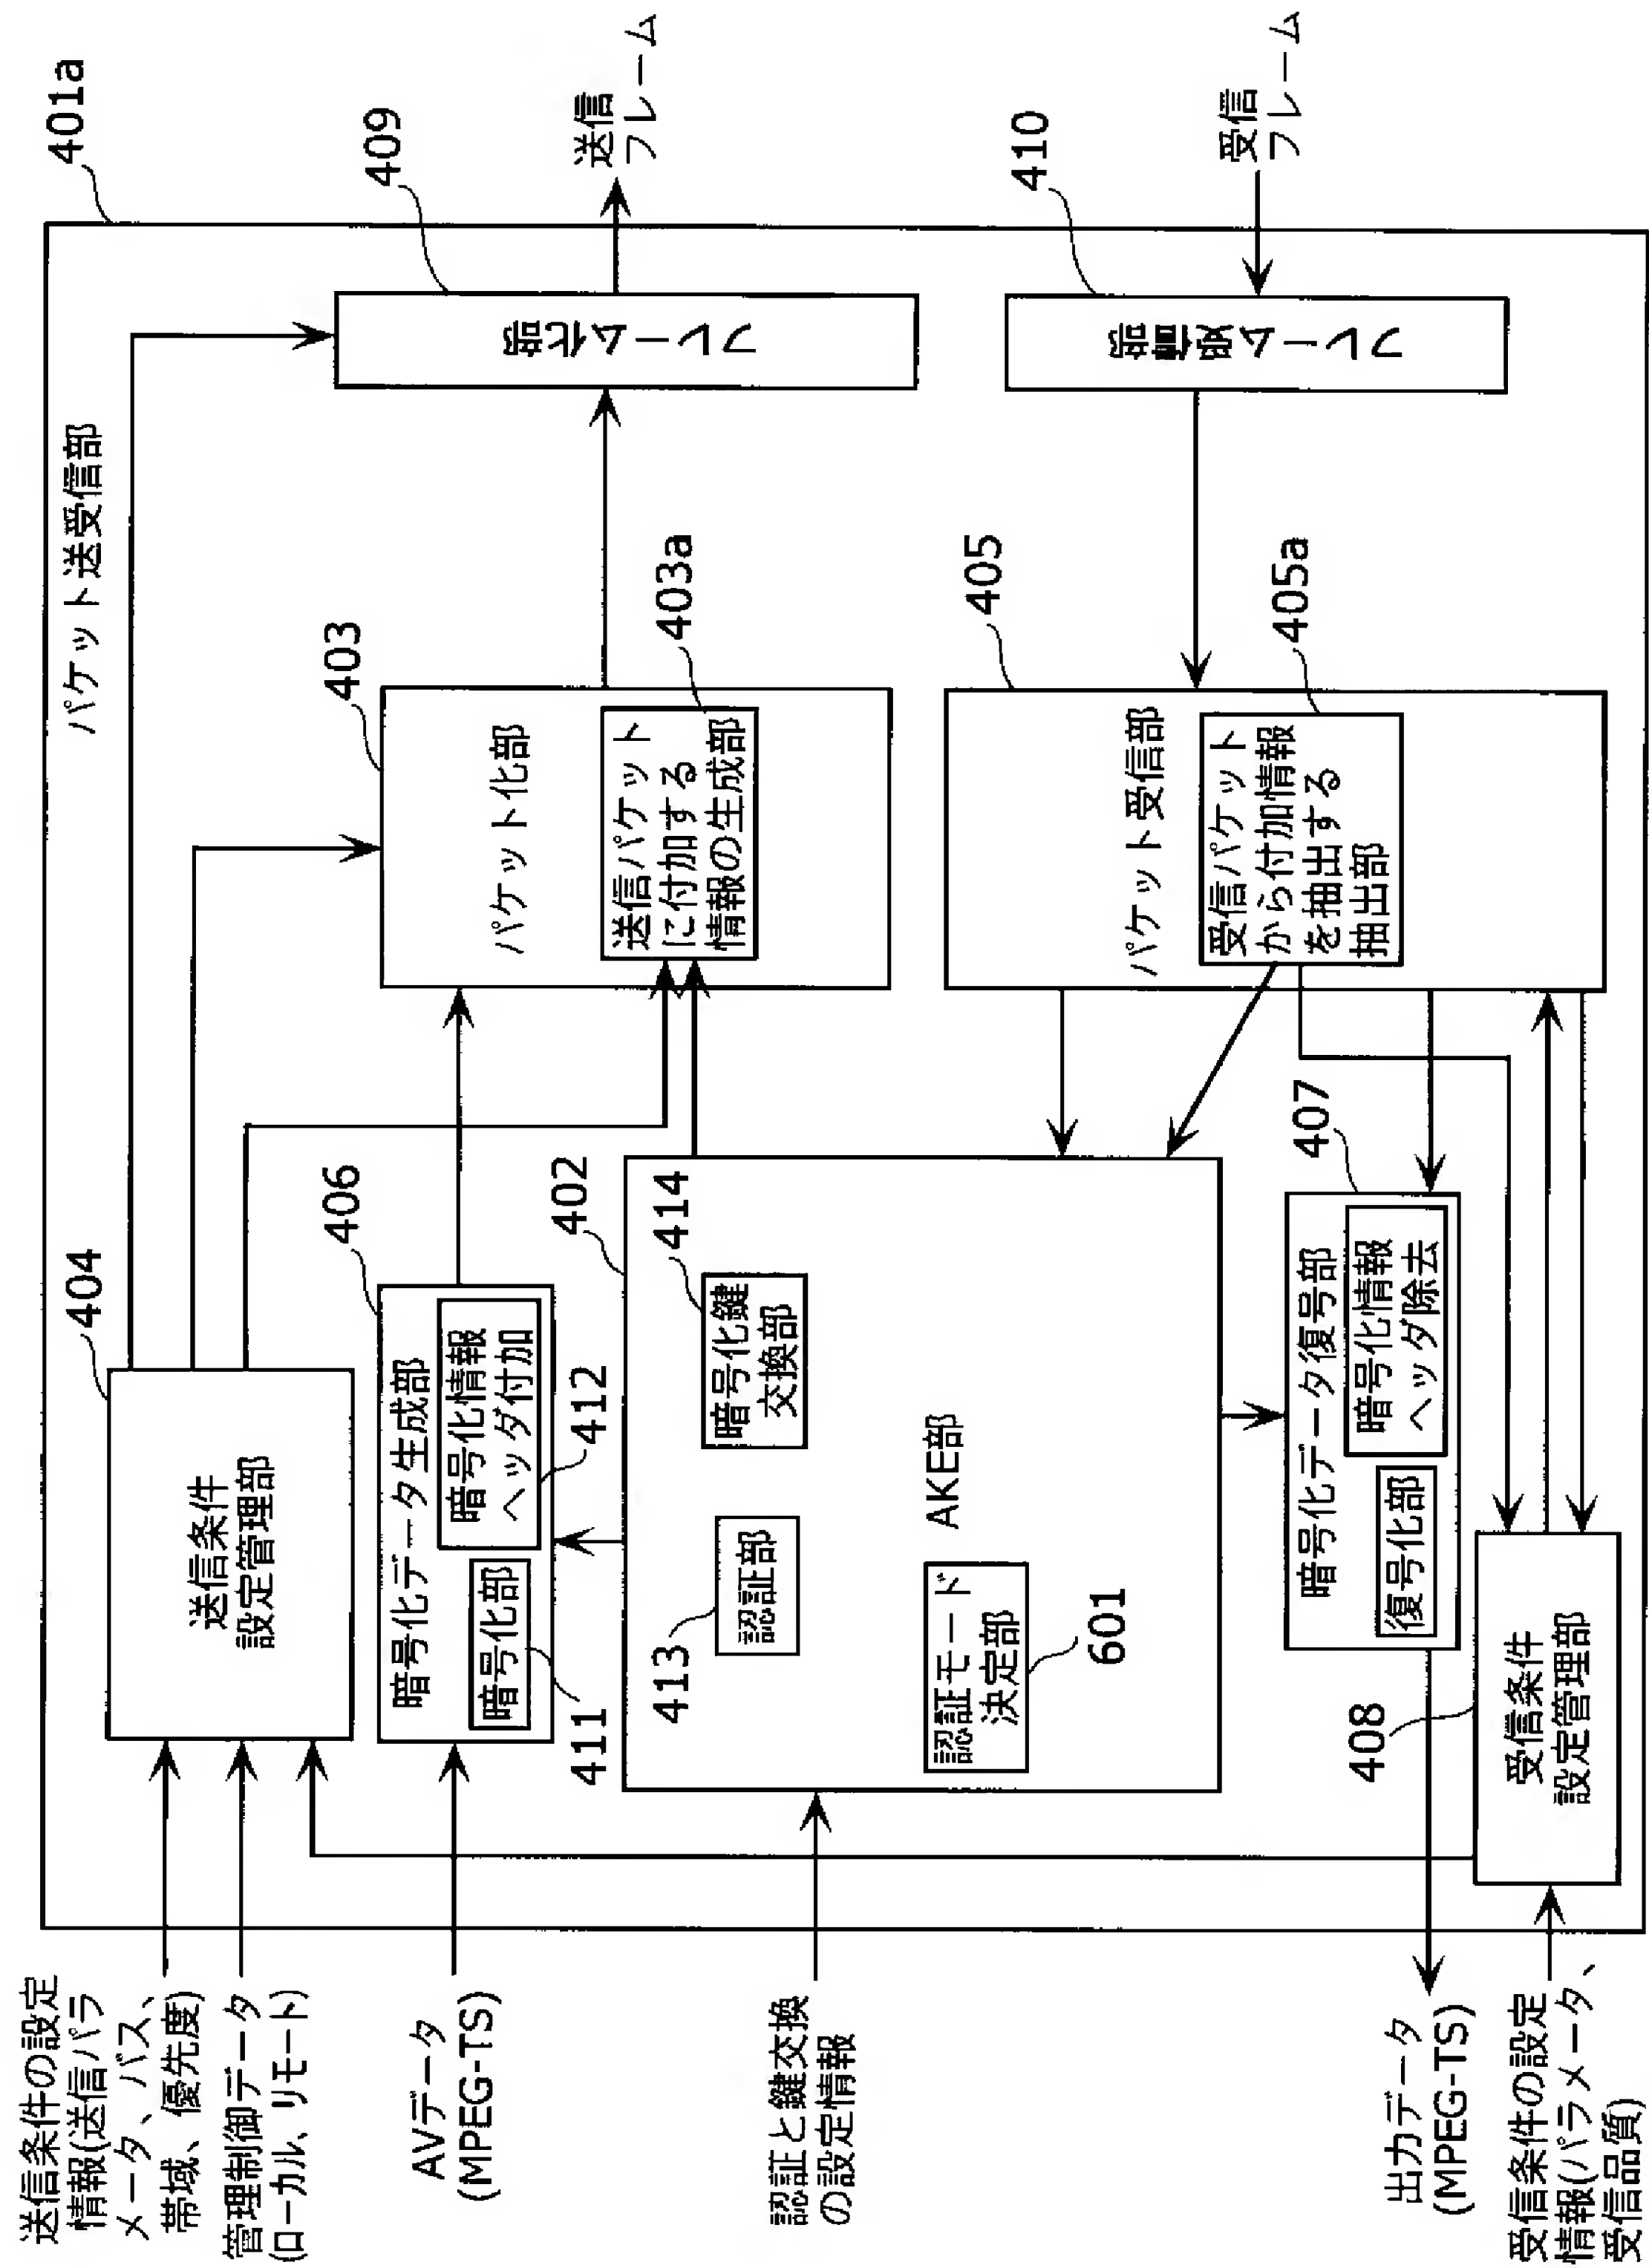 401a
パケット送受信部
送信条件の設定
情報(送信パラ
メータ、パス、
帯域、優先度)
管理制御データ
(ローカル、リモート)
404
送信条件
設定管理部
409
フレーム化部
送信
フレーム
403
パケット化部
403a
送信パケット
に付加する
情報の生成部
AVデータ
(MPEG-TS)
406
暗号化データ生成部
暗号化部
411
暗号化情報
ヘッダ付加
412
認証と鍵交換
の設定情報
402
AKE部
413
認証部
414
暗号化鍵
交換部
認証モード
決定部
601
410
フレーム受信部
受信
フレーム
405
パケット受信部
405a
受信パケット
から付加情報
を抽出する
抽出部
407
暗号化データ復号部
復号化部
暗号化情報
ヘッダ除去
出力データ
(MPEG-TS)
408
受信条件
設定管理部
受信条件の設定
情報(パラメータ、
受信品質)